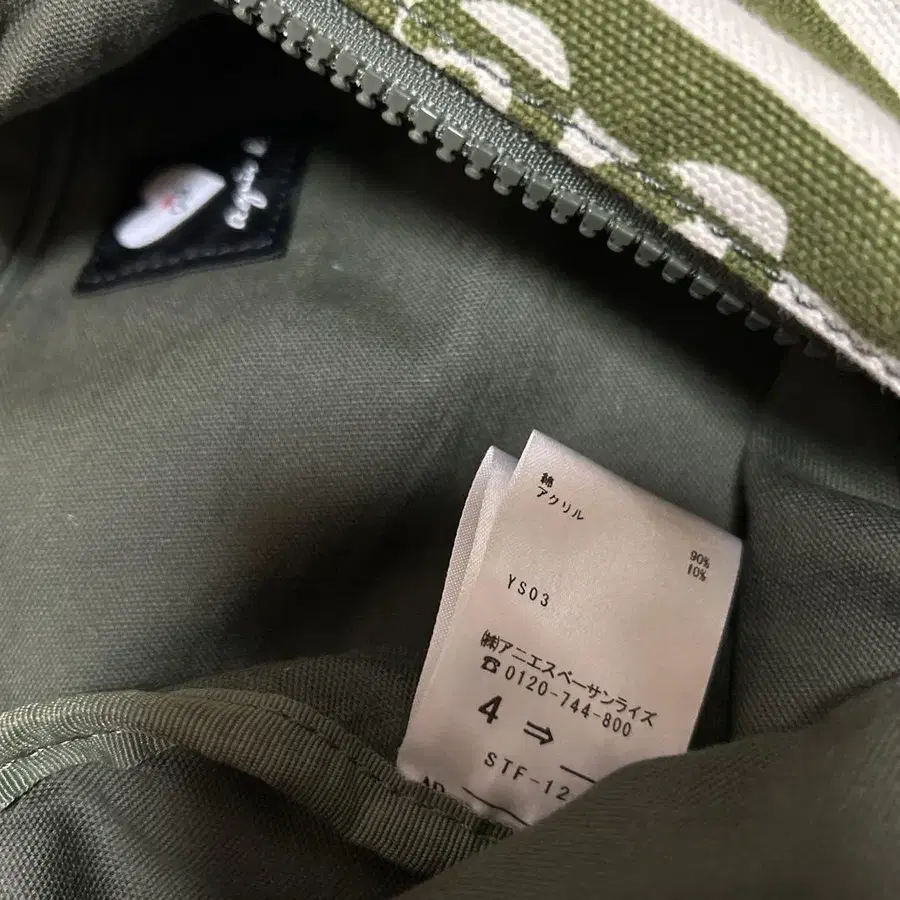 agnès b
綿
アクリル
90%
10%
YS03
㈱アニエスベーサンライズ
☎0120-744-800
4 ⇒
STF-12